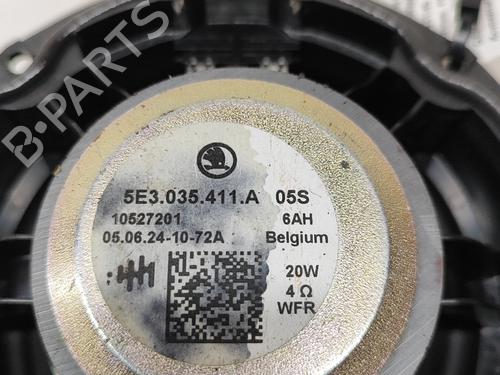 B-PARTS
5E3.035.411.A 05S
10527201 6AH
05.06.24-10-72A Belgium
20W
4 Ω
WFR